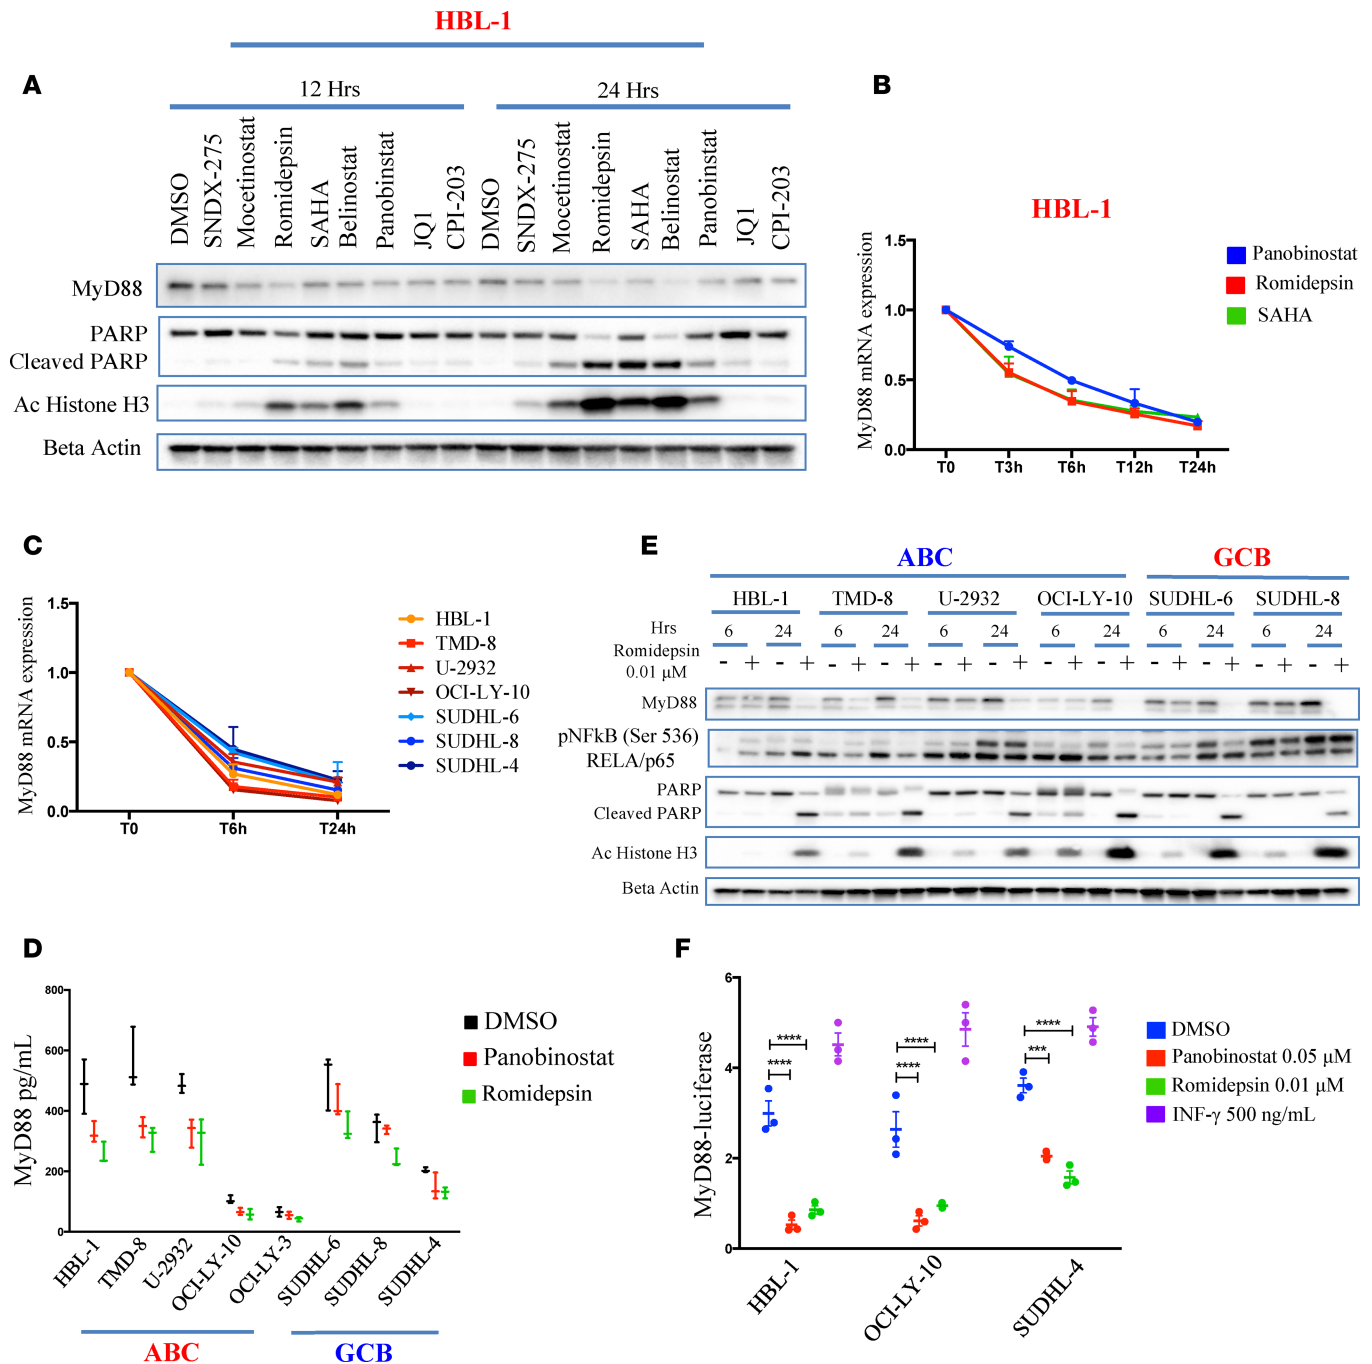 HBL-1
A
12 Hrs
24 Hrs
DMSO
SNDX-275
Mocetinostat
Romidepsin
SAHA
Belinostat
Panobinstat
JQ1
CPI-203
DMSO
SNDX-275
Mocetinostat
Romidepsin
SAHA
Belinostat
Panobinstat
JQ1
CPI-203
MyD88
PARP
Cleaved PARP
Ac Histone H3
Beta Actin
B
HBL-1
MyD88 mRNA expression
1.5
1.0
0.5
0.0
T0 T3h T6h T12h T24h
Panobinostat
Romidepsin
SAHA
C
MyD88 mRNA expression
1.5
1.0
0.5
0.0
T0 T6h T24h
HBL-1
TMD-8
U-2932
OCI-LY-10
SUDHL-6
SUDHL-8
SUDHL-4
E
ABC GCB
HBL-1 TMD-8 U-2932 OCI-LY-10 SUDHL-6 SUDHL-8
Hrs 6 24 6 24 6 24 6 24 6 24 6 24
Romidepsin
0.01 µM - + - + - + - + - + - + - + - + - + - + - + - +
MyD88
pNFkB (Ser 536)
RELA/p65
PARP
Cleaved PARP
Ac Histone H3
Beta Actin
D
MyD88 pg/mL
800
600
400
200
0
HBL-1
TMD-8
U-2932
OCI-LY-10
OCI-LY-3
SUDHL-6
SUDHL-8
SUDHL-4
ABC
GCB
DMSO
Panobinostat
Romidepsin
F
MyD88-luciferase
6
4
2
0
****
****
****
****
****
***
HBL-1
OCI-LY-10
SUDHL-4
DMSO
Panobinostat 0.05 µM
Romidepsin 0.01 µM
INF-γ 500 ng/mL